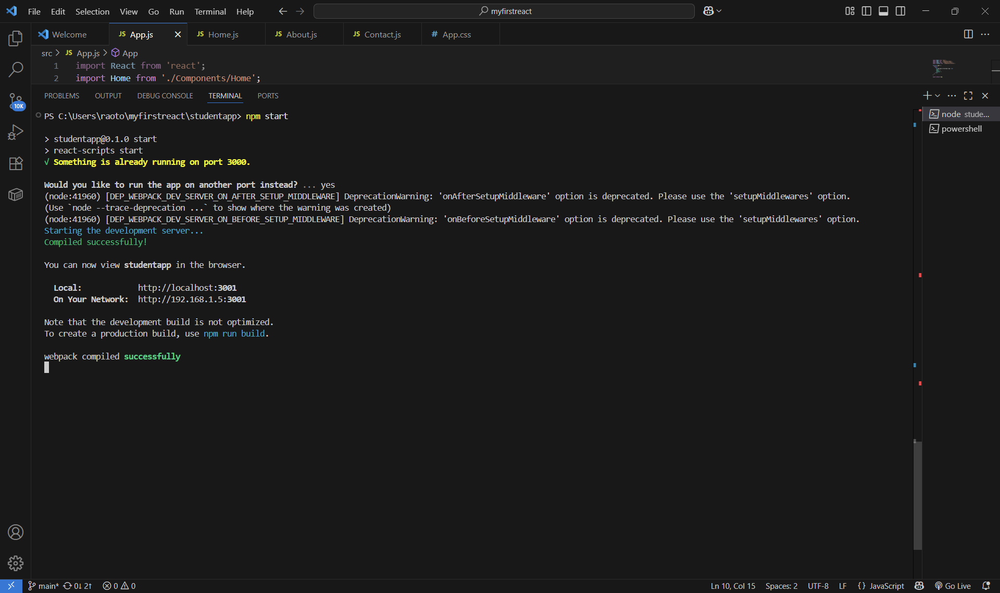 File Edit Selection View Go Run Terminal Help myfirstreact
Welcome JS App.js JS Home.js JS About.js JS Contact.js # App.css
src > JS App.js > App
1 import React from 'react';
2 import Home from './Components/Home';
PROBLEMS OUTPUT DEBUG CONSOLE TERMINAL PORTS
10K
PS C:\Users\raoto\myfirstreact\studentapp> npm start
node stude...
powershell
> studentapp@0.1.0 start
> react-scripts start
√ Something is already running on port 3000.
Would you like to run the app on another port instead? ... yes
(node:41960) [DEP_WEBPACK_DEV_SERVER_ON_AFTER_SETUP_MIDDLEWARE] DeprecationWarning: 'onAfterSetupMiddleware' option is deprecated. Please use the 'setupMiddlewares' option.
(Use `node --trace-deprecation ...` to show where the warning was created)
(node:41960) [DEP_WEBPACK_DEV_SERVER_ON_BEFORE_SETUP_MIDDLEWARE] DeprecationWarning: 'onBeforeSetupMiddleware' option is deprecated. Please use the 'setupMiddlewares' option.
Starting the development server...
Compiled successfully!
You can now view studentapp in the browser.
Local: http://localhost:3001
On Your Network: http://192.168.1.5:3001
Note that the development build is not optimized.
To create a production build, use npm run build.
webpack compiled successfully
main* 0↓ 2↑ 0 0 Ln 10, Col 15 Spaces: 2 UTF-8 LF {} JavaScript Go Live